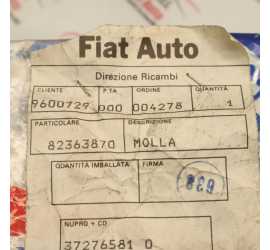 Fiat Auto
Direzione Ricambi
CLIENTE P.TA ORDINE QUANTITÀ
9600729 000 004278 1
PARTICOLARE DESCRIZIONE
82363870 MOLLA
QUANTITÀ IMBALLATA FIRMA
638
NUPRO + CD
37276581 0